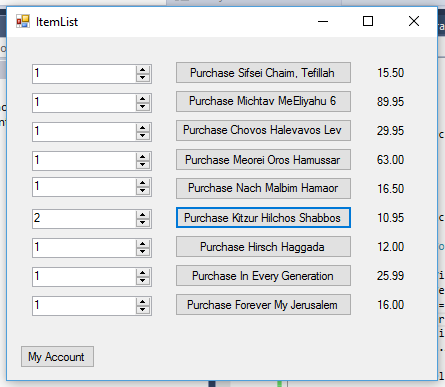 ItemList
1 Purchase Sifsei Chaim, Tefillah 15.50
1 Purchase Michtav MeEliyahu 6 89.95
1 Purchase Chovos Halevavos Lev 29.95
1 Purchase Meorei Oros Hamussar 63.00
1 Purchase Nach Malbim Hamaor 16.50
2 Purchase Kitzur Hilchos Shabbos 10.95
1 Purchase Hirsch Haggada 12.00
1 Purchase In Every Generation 25.99
1 Purchase Forever My Jerusalem 16.00
My Account